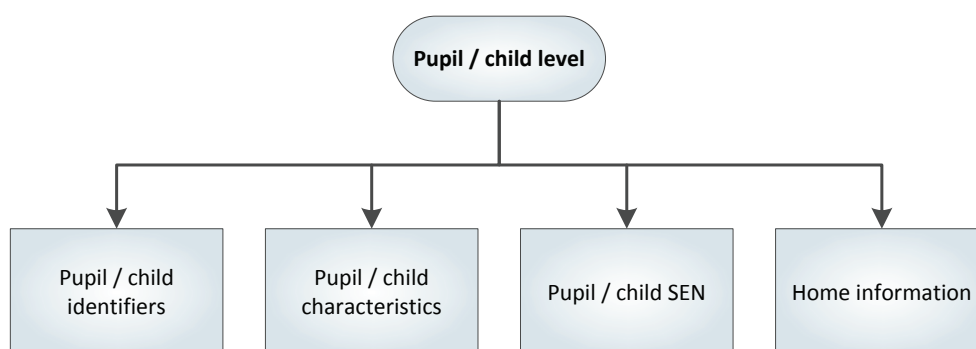 Pupil / child level
Pupil / child
identifiers
Pupil / child
characteristics
Pupil / child SEN
Home information